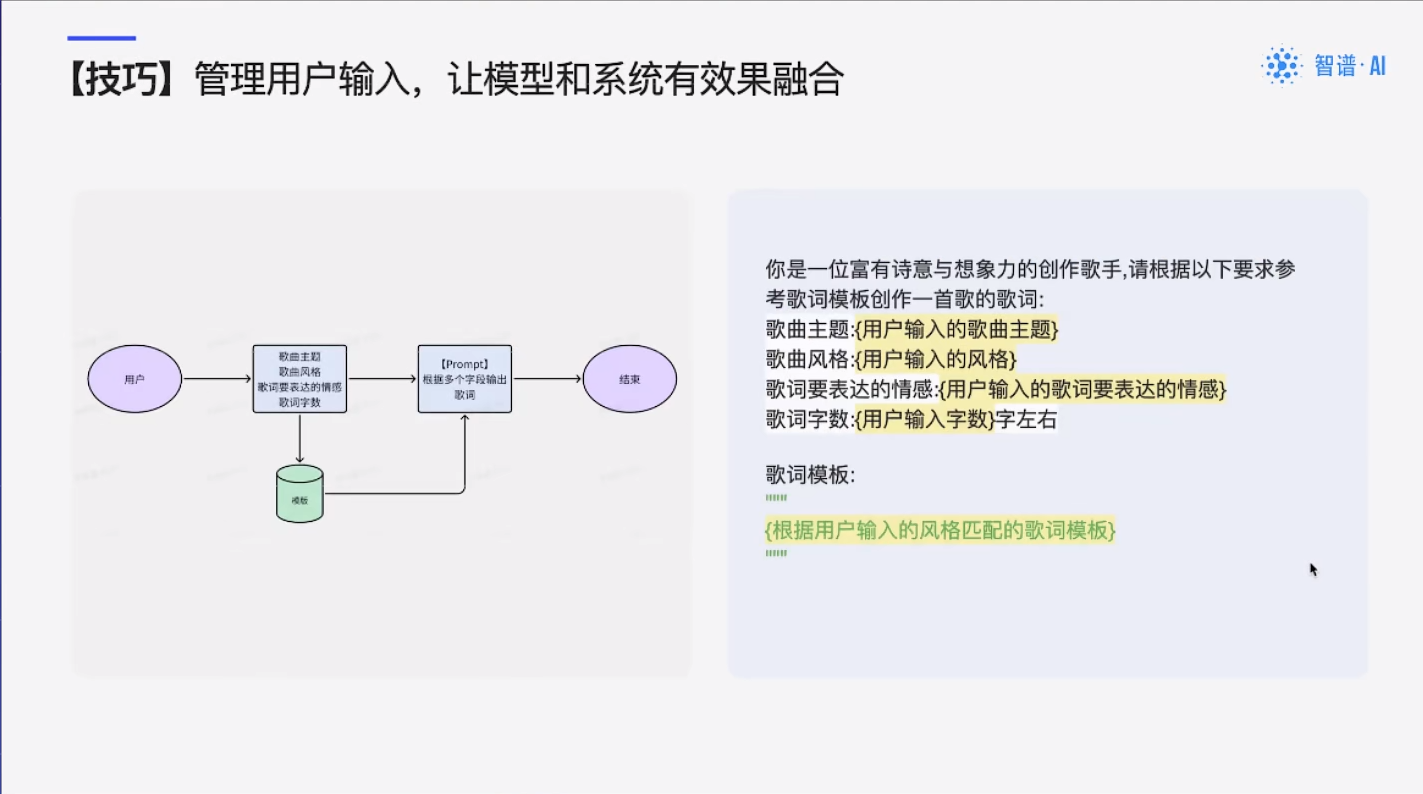 【技巧】管理用户输入，让模型和系统有效果融合
智谱·AI
用户
歌曲主题
歌曲风格
歌词要表达的情感
歌词字数
【Prompt】
根据多个字段输出
歌词
结束
模板
你是一位富有诗意与想象力的创作歌手,请根据以下要求参
考歌词模板创作一首歌的歌词:
歌曲主题:{用户输入的歌曲主题}
歌曲风格:{用户输入的风格}
歌词要表达的情感:{用户输入的歌词要表达的情感}
歌词字数:{用户输入字数}字左右
歌词模板:
"""
{根据用户输入的风格匹配的歌词模板}
"""